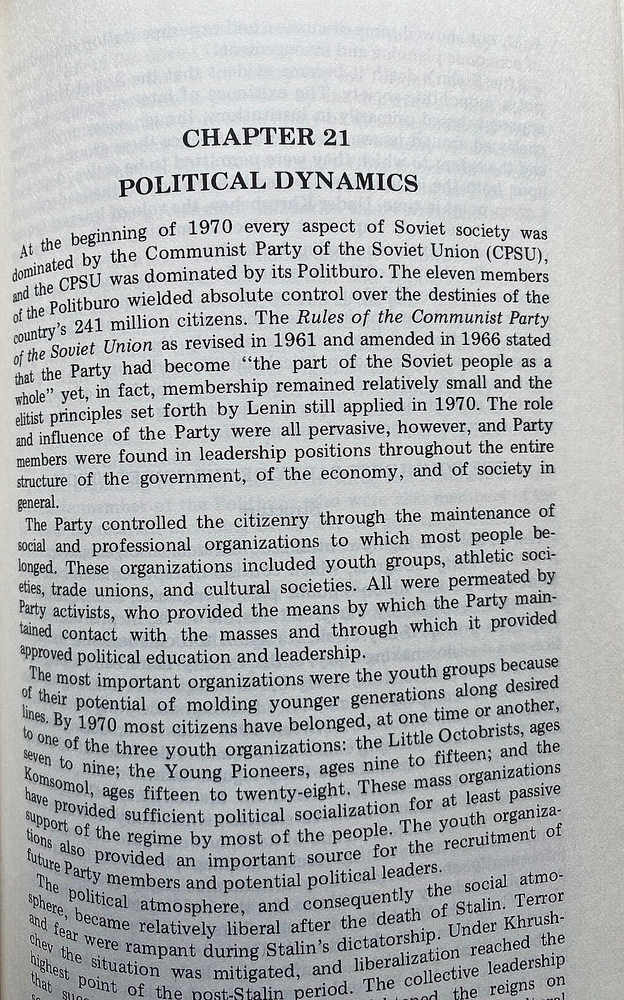 CHAPTER 21
POLITICAL DYNAMICS
At the beginning of 1970 every aspect of Soviet society was
dominated by the Communist Party of the Soviet Union (CPSU),
and the CPSU was dominated by its Politburo. The eleven members
of the Politburo wielded absolute control over the destinies of the
country's 241 million citizens. The Rules of the Communist Party
of the Soviet Union as revised in 1961 and amended in 1966 stated
that the Party had become "the part of the Soviet people as a
whole" yet, in fact, membership remained relatively small and the
elitist principles set forth by Lenin still applied in 1970. The role
and influence of the Party were all pervasive, however, and Party
members were found in leadership positions throughout the entire
structure of the government, of the economy, and of society in
general.
The Party controlled the citizenry through the maintenance of
social and professional organizations to which most people be-
longed. These organizations included youth groups, athletic soci-
eties, trade unions, and cultural societies. All were permeated by
Party activists, who provided the means by which the Party main-
tained contact with the masses and through which it provided
approved political education and leadership.
The most important organizations were the youth groups because
of their potential of molding younger generations along desired
lines. By 1970 most citizens have belonged, at one time or another,
to one of the three youth organizations: the Little Octobrists, ages
seven to nine; the Young Pioneers, ages nine to fifteen; and the
Komsomol, ages fifteen to twenty-eight. These mass organizations
have provided sufficient political socialization for at least passive
support of the regime by most of the people. The youth organiza-
tions also provided an important source for the recruitment of
future Party members and potential political leaders.
The political atmosphere, and consequently the social atmo-
sphere, became relatively liberal after the death of Stalin. Terror
and fear were rampant during Stalin's dictatorship. Under Khrush-
chev the situation was mitigated, and liberalization reached the
highest point of the post-Stalin period. The collective leadership
that the reigns on